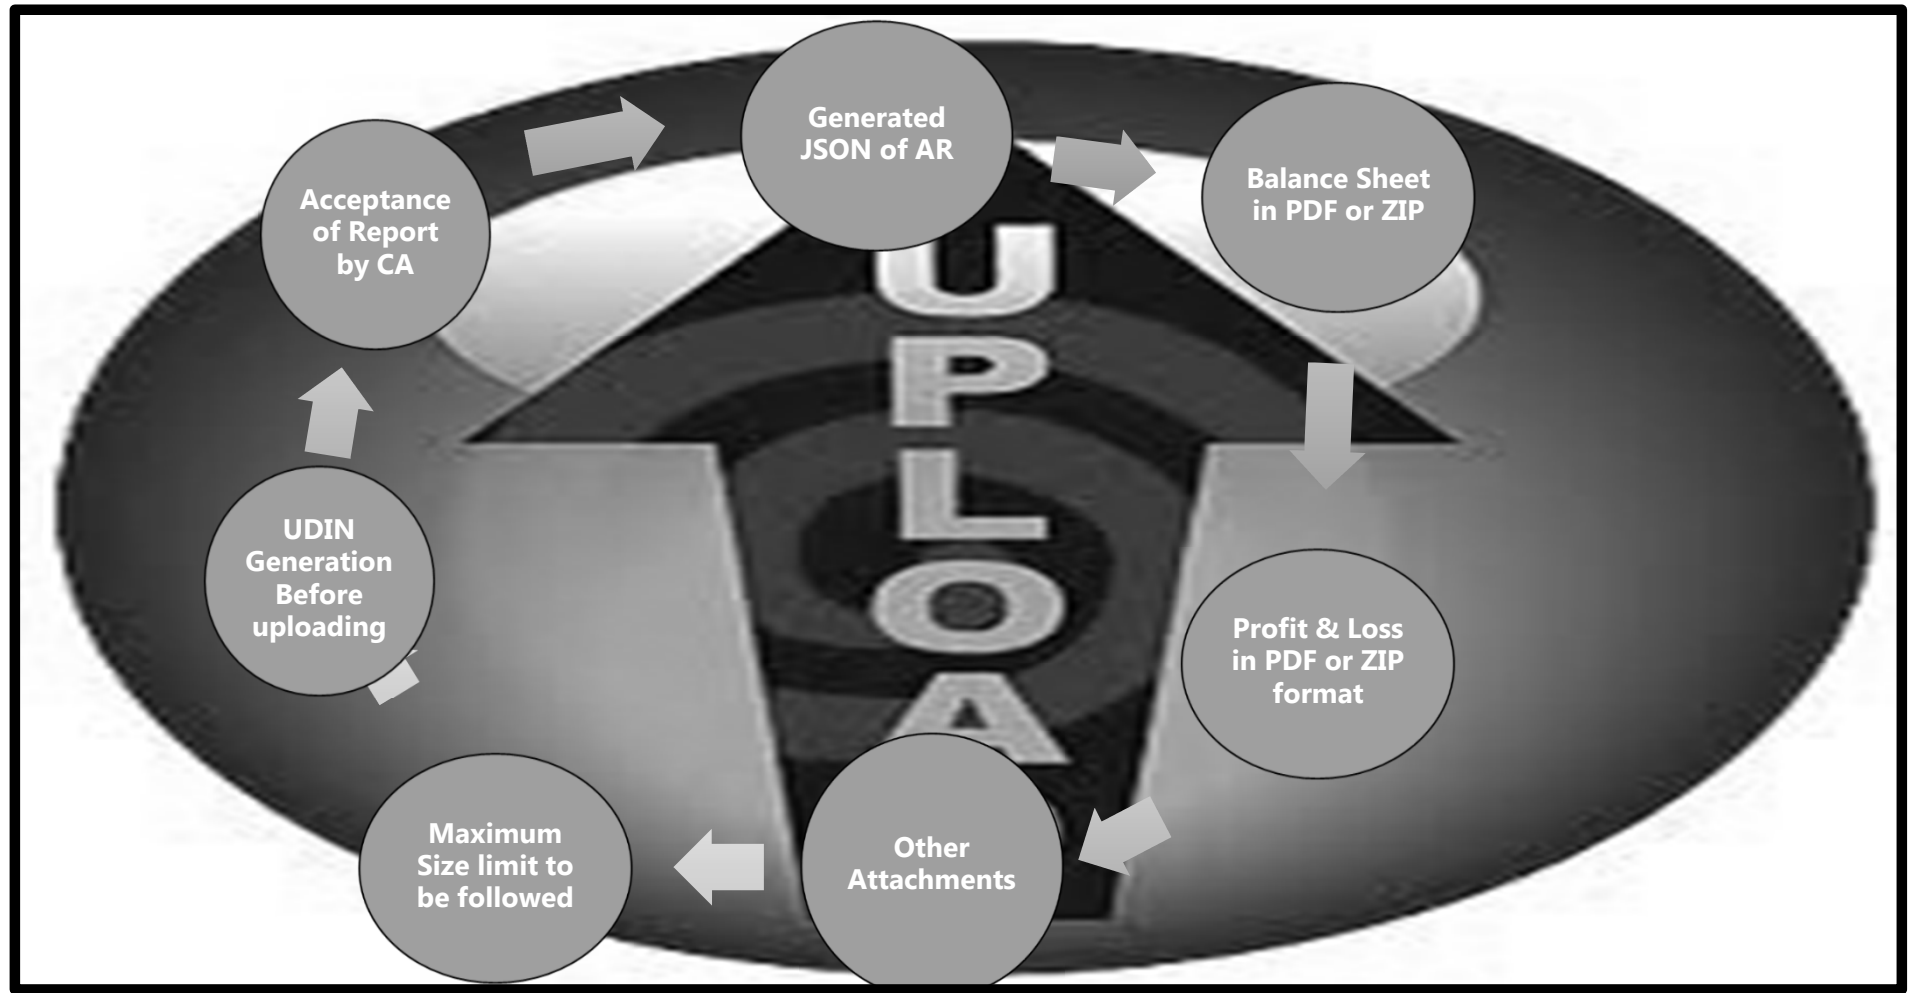 Generated
JSON of AR
Balance Sheet
in PDF or ZIP
Profit & Loss
in PDF or ZIP
format
Other
Attachments
Maximum
Size limit to
be followed
UDIN
Generation
Before
uploading
Acceptance
of Report
by CA
U
P
L
O
A